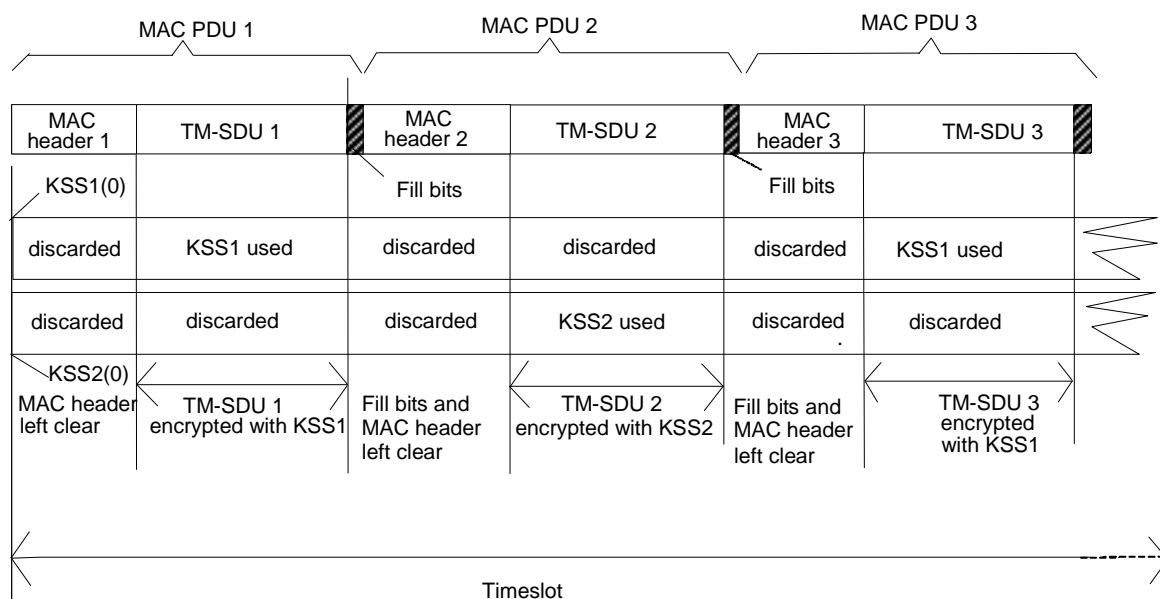 MAC PDU 1
MAC PDU 2
MAC PDU 3
MAC
header 1
TM-SDU 1
MAC
header 2
TM-SDU 2
MAC
header 3
TM-SDU 3
KSS1(0)
Fill bits
Fill bits
discarded
KSS1 used
discarded
discarded
discarded
KSS1 used
discarded
discarded
discarded
KSS2 used
discarded
discarded
KSS2(0)
MAC header
left clear
TM-SDU 1
encrypted with KSS1
Fill bits and
MAC header
left clear
TM-SDU 2
encrypted with KSS2
Fill bits and
MAC header
left clear
TM-SDU 3
encrypted
with KSS1
Timeslot